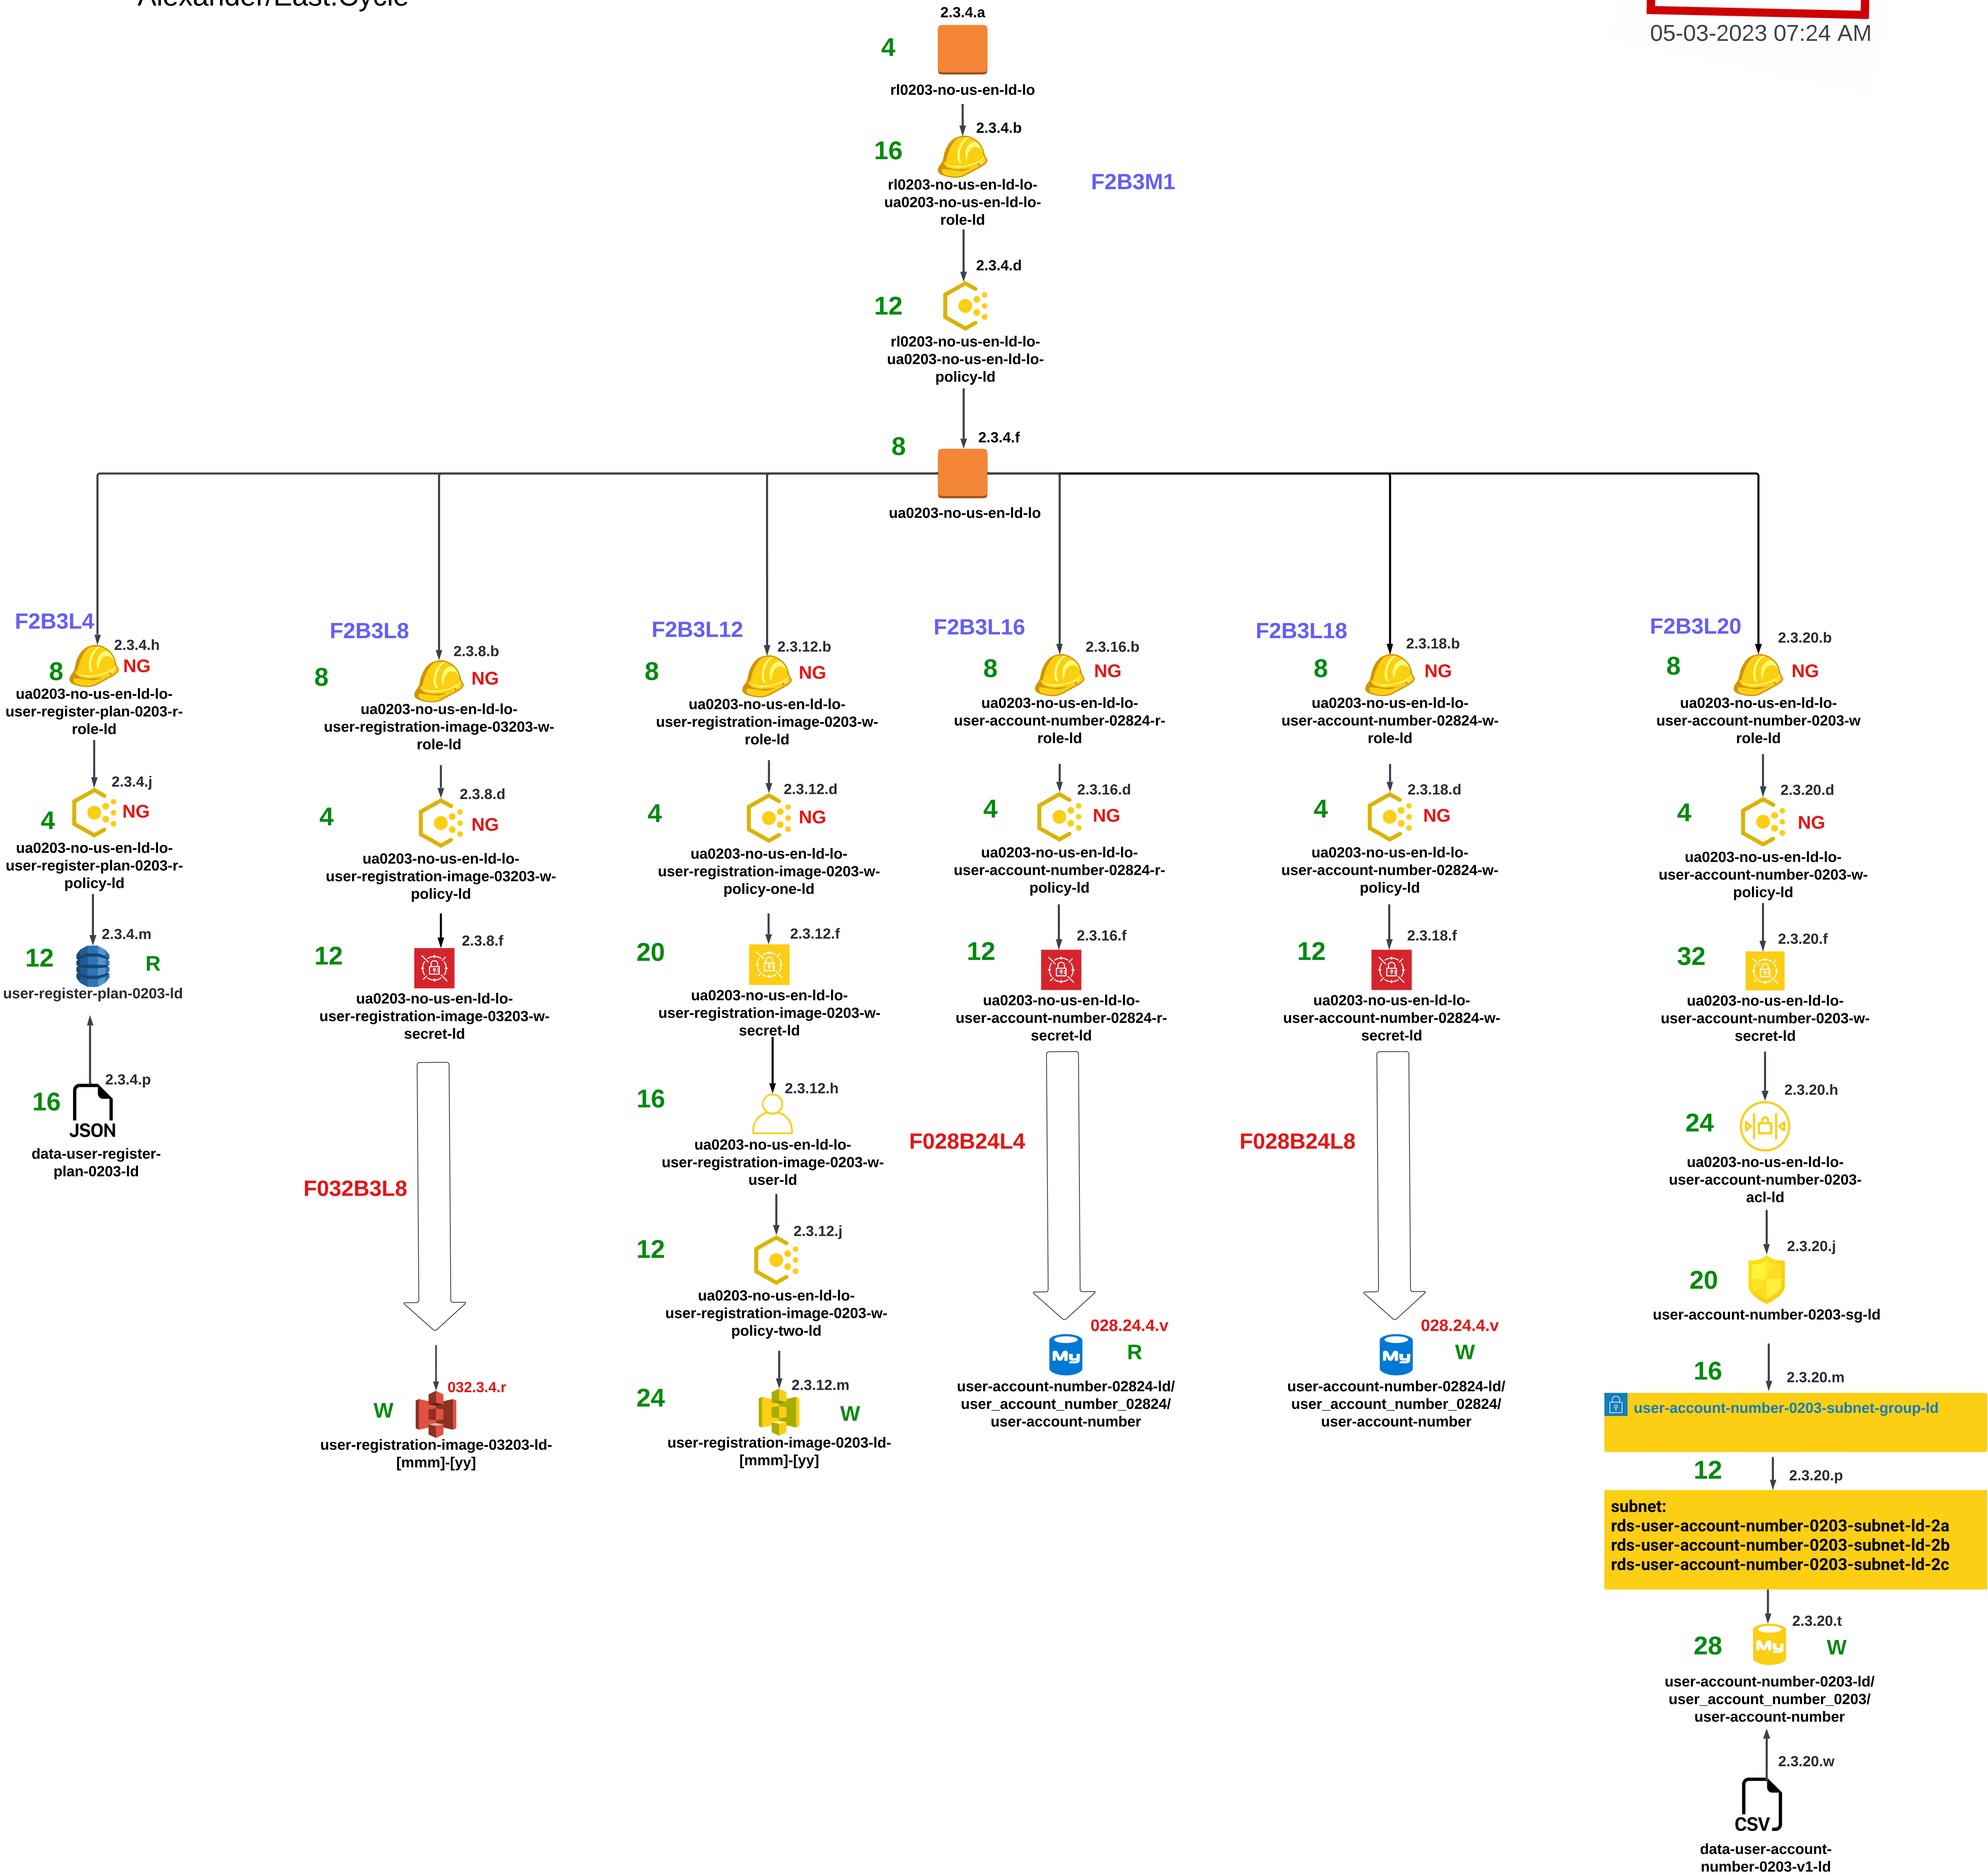 Alexander/East.Cycle
05-03-2023 07:24 AM
2.3.4.a
4
rl0203-no-us-en-ld-lo
2.3.4.b
16
rl0203-no-us-en-ld-lo-
ua0203-no-us-en-ld-lo-
role-ld
F2B3M1
2.3.4.d
12
rl0203-no-us-en-ld-lo-
ua0203-no-us-en-ld-lo-
policy-ld
2.3.4.f
8
ua0203-no-us-en-ld-lo
F2B3L4
2.3.4.h
8
NG
ua0203-no-us-en-ld-lo-
user-register-plan-0203-r-
role-ld
2.3.4.j
4
NG
ua0203-no-us-en-ld-lo-
user-register-plan-0203-r-
policy-ld
2.3.4.m
12
R
user-register-plan-0203-ld
2.3.4.p
16
JSON
data-user-register-
plan-0203-ld
F2B3L8
2.3.8.b
8
NG
ua0203-no-us-en-ld-lo-
user-registration-image-03203-w-
role-ld
2.3.8.d
4
NG
ua0203-no-us-en-ld-lo-
user-registration-image-03203-w-
policy-ld
2.3.8.f
12
ua0203-no-us-en-ld-lo-
user-registration-image-03203-w-
secret-ld
F032B3L8
032.3.4.r
W
user-registration-image-03203-ld-
[mmm]-[yy]
F2B3L12
2.3.12.b
8
NG
ua0203-no-us-en-ld-lo-
user-registration-image-0203-w-
role-ld
2.3.12.d
4
NG
ua0203-no-us-en-ld-lo-
user-registration-image-0203-w-
policy-one-ld
2.3.12.f
20
ua0203-no-us-en-ld-lo-
user-registration-image-0203-w-
secret-ld
2.3.12.h
16
ua0203-no-us-en-ld-lo-
user-registration-image-0203-w-
user-ld
2.3.12.j
12
ua0203-no-us-en-ld-lo-
user-registration-image-0203-w-
policy-two-ld
2.3.12.m
24
W
user-registration-image-0203-ld-
[mmm]-[yy]
F2B3L16
2.3.16.b
8
NG
ua0203-no-us-en-ld-lo-
user-account-number-02824-r-
role-ld
2.3.16.d
4
NG
ua0203-no-us-en-ld-lo-
user-account-number-02824-r-
policy-ld
2.3.16.f
12
ua0203-no-us-en-ld-lo-
user-account-number-02824-r-
secret-ld
F028B24L4
028.24.4.v
My
R
user-account-number-02824-ld/
user_account_number_02824/
user-account-number
F2B3L18
2.3.18.b
8
NG
ua0203-no-us-en-ld-lo-
user-account-number-02824-w-
role-ld
2.3.18.d
4
NG
ua0203-no-us-en-ld-lo-
user-account-number-02824-w-
policy-ld
2.3.18.f
12
ua0203-no-us-en-ld-lo-
user-account-number-02824-w-
secret-ld
F028B24L8
028.24.4.v
My
W
user-account-number-02824-ld/
user_account_number_02824/
user-account-number
F2B3L20
2.3.20.b
8
NG
ua0203-no-us-en-ld-lo-
user-account-number-0203-w
role-ld
2.3.20.d
4
NG
ua0203-no-us-en-ld-lo-
user-account-number-0203-w-
policy-ld
2.3.20.f
32
ua0203-no-us-en-ld-lo-
user-account-number-0203-w-
secret-ld
2.3.20.h
24
ua0203-no-us-en-ld-lo-
user-account-number-0203-
acl-ld
2.3.20.j
20
user-account-number-0203-sg-ld
16
2.3.20.m
user-account-number-0203-subnet-group-ld
12
2.3.20.p
subnet:
rds-user-account-number-0203-subnet-ld-2a
rds-user-account-number-0203-subnet-ld-2b
rds-user-account-number-0203-subnet-ld-2c
2.3.20.t
28
My
W
user-account-number-0203-ld/
user_account_number_0203/
user-account-number
2.3.20.w
CSV
data-user-account-
number-0203-v1-ld